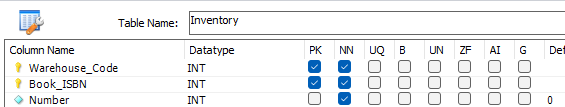 Table Name: Inventory
Column Name Datatype PK NN UQ B UN ZF AI G Def
Warehouse_Code INT
Book_ISBN INT
Number INT 0